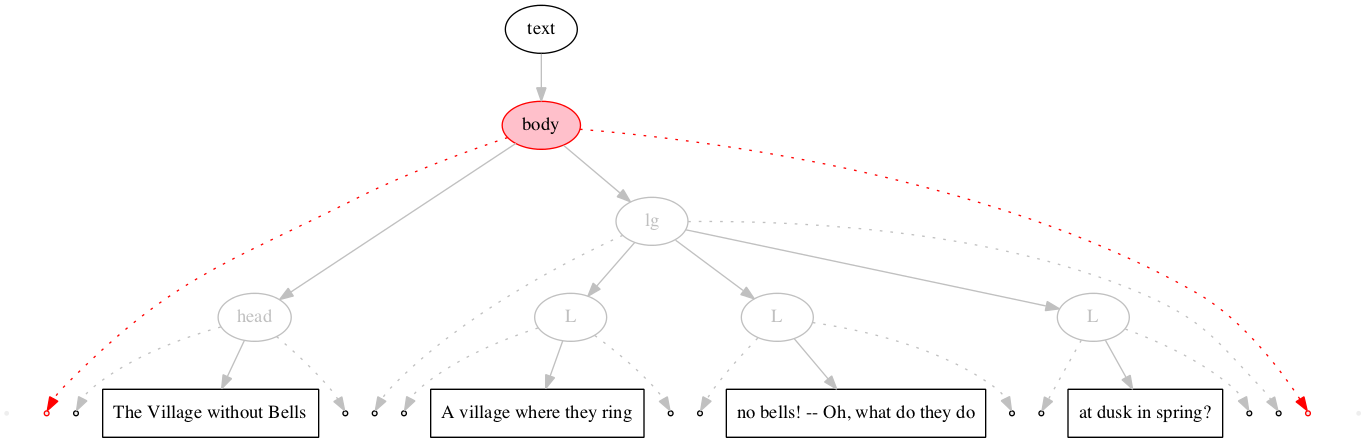 text
body
lg
head
L
L
L
The Village without Bells
A village where they ring
no bells! -- Oh, what do they do
at dusk in spring?